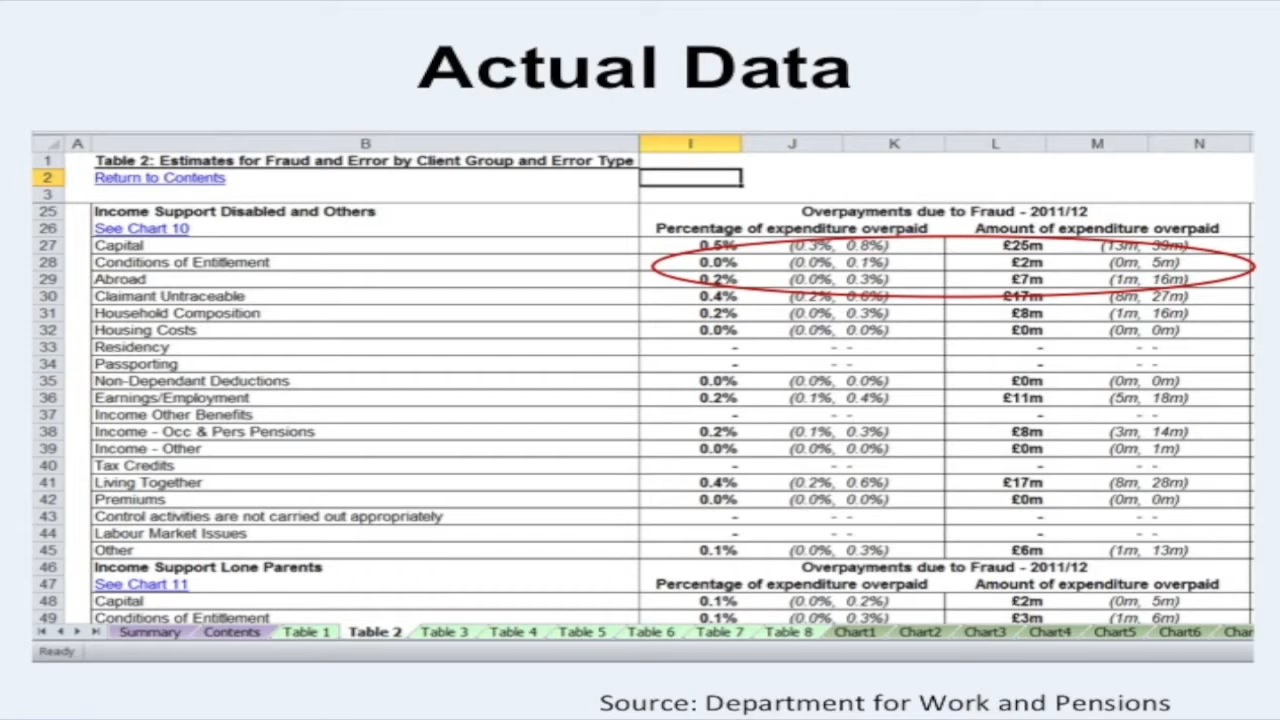 Actual Data
A B I J K L M N
1 Table 2: Estimates for Fraud and Error by Client Group and Error Type
2 Return to Contents
3
25 Income Support Disabled and Others Overpayments due to Fraud - 2011/12
26 See Chart 10 Percentage of expenditure overpaid Amount of expenditure overpaid
27 Capital 0.5% (0.3%, 0.8%) £25m (13m, 39m)
28 Conditions of Entitlement 0.0% (0.0%, 0.1%) £2m (0m, 5m)
29 Abroad 0.2% (0.0%, 0.3%) £7m (1m, 16m)
30 Claimant Untraceable 0.4% (0.2%, 0.6%) £17m (8m, 27m)
31 Household Composition 0.2% (0.0%, 0.3%) £8m (1m, 16m)
32 Housing Costs 0.0% (0.0%, 0.0%) £0m (0m, 0m)
33 Residency - - - - - -
34 Passporting - - - - - -
35 Non-Dependant Deductions 0.0% (0.0%, 0.0%) £0m (0m, 0m)
36 Earnings/Employment 0.2% (0.1%, 0.4%) £11m (5m, 18m)
37 Income Other Benefits - - - - - -
38 Income - Occ & Pers Pensions 0.2% (0.1%, 0.3%) £8m (3m, 14m)
39 Income - Other 0.0% (0.0%, 0.0%) £0m (0m, 1m)
40 Tax Credits - - - - - -
41 Living Together 0.4% (0.2%, 0.6%) £17m (8m, 28m)
42 Premiums 0.0% (0.0%, 0.0%) £0m (0m, 0m)
43 Control activities are not carried out appropriately - - - - - -
44 Labour Market Issues - - - - - -
45 Other 0.1% (0.0%, 0.3%) £6m (1m, 13m)
46 Income Support Lone Parents Overpayments due to Fraud - 2011/12
47 See Chart 11 Percentage of expenditure overpaid Amount of expenditure overpaid
48 Capital 0.1% (0.0%, 0.2%) £2m (0m, 5m)
49 Conditions of Entitlement 0.1% (0.0%, 0.3%) £3m (1m, 6m)
Summary Contents Table 1 Table 2 Table 3 Table 4 Table 5 Table 6 Table 7 Table 8 Chart1 Chart2 Chart3 Chart4 Chart5 Chart6 Char
Ready
Source: Department for Work and Pensions